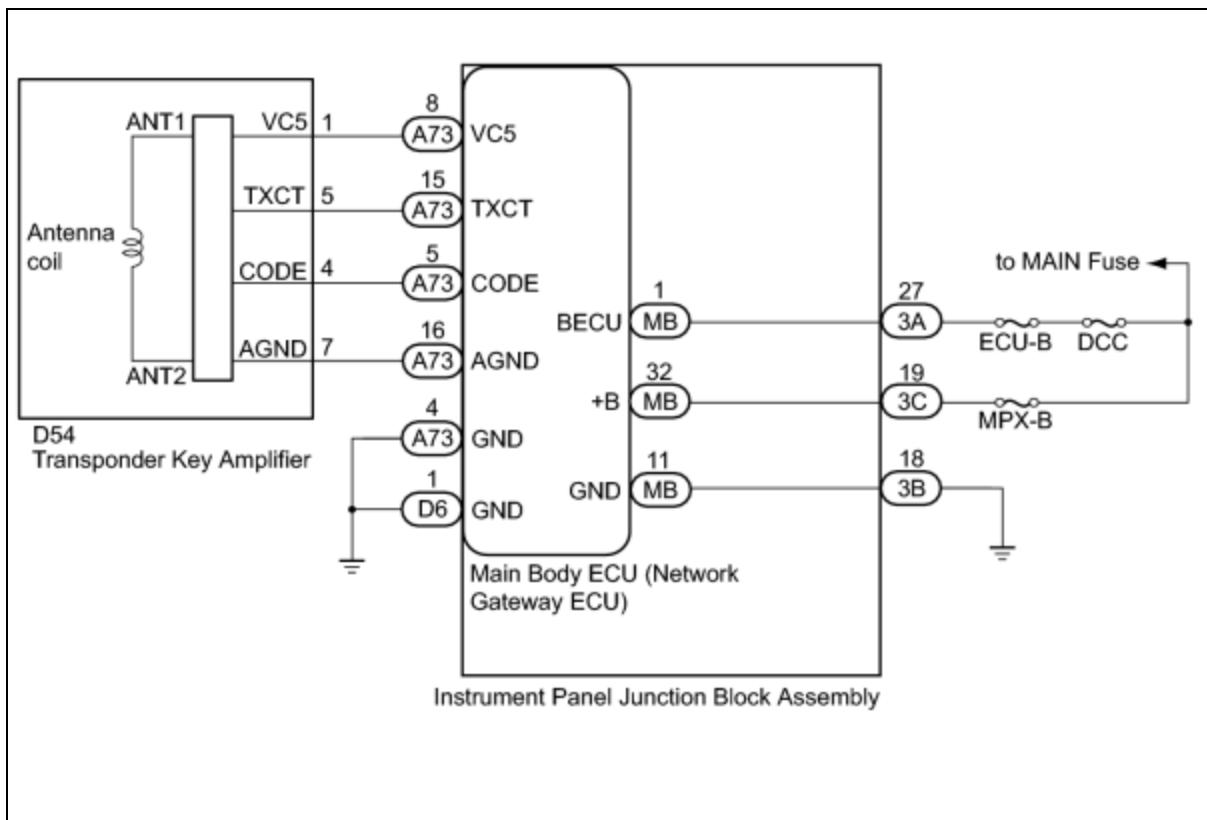 ANT1
VC5 1
TXCT 5
Antenna
coil
CODE 4
AGND 7
ANT2
D54
Transponder Key Amplifier
8
A73 VC5
15
A73 TXCT
5
A73 CODE
16
A73 AGND
4
A73 GND
1
D6 GND
1
BECU MB
32
+B MB
11
GND MB
Main Body ECU (Network
Gateway ECU)
27
3A
19
3C
18
3B
to MAIN Fuse
ECU-B DCC
MPX-B
Instrument Panel Junction Block Assembly